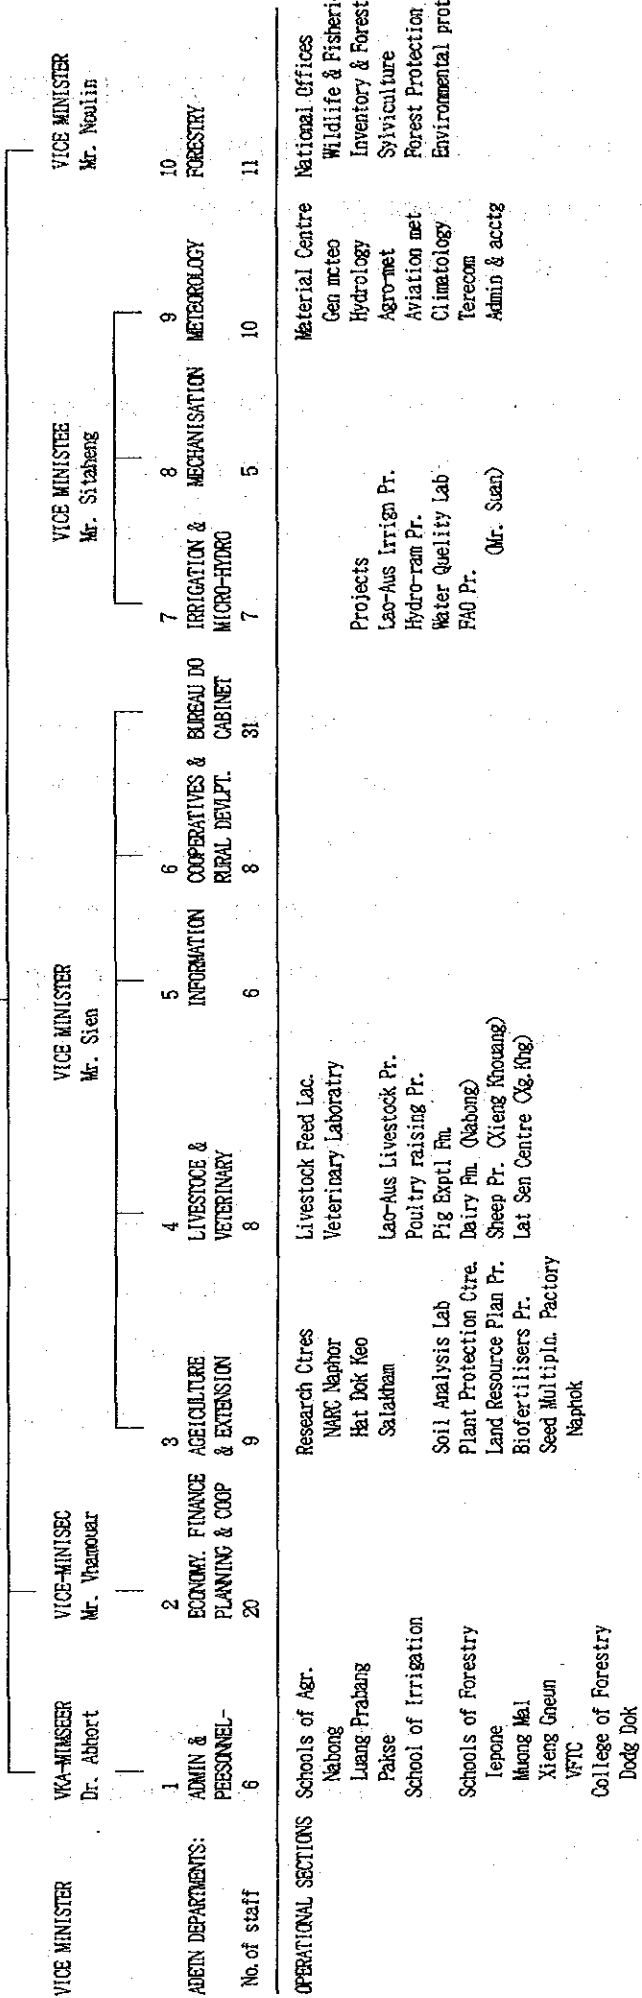 VICE MINISTER
VKA-MIMSEER
Dr. Abhort
VICE-MINISEC
Mr. Vhamouar
VICE MINISTER
Mr. Sien
VICE MINISTEE
Mr. Sitaheng
VICE MINISTER
Mr. Noulin
ADEIN DEPARTMENTS:
1
ADMIN &
PEESONNEL-
2
ECONOMY. FINANCE
PLANNING & COOP
3
AGEICULTURE
& EXTENSION
4
LIVESTOCE &
VETERINARY
5
INFORMATION
6
COOPERATIVES &
RURAL DEVLPT.
BUREAU DO
CABINET
7
IRRIGATION &
MICRO-HYDRO
8
MECHANISATION
9
METEOROLOGY
10
FORESTRY
No. of staff
6
20
9
8
6
8
31
7
5
10
11
OPERATIONAL SECTIONS
Schools of Agr.
Nabong
Luang Prabang
Pakse
School of Irrigation
Schools of Forestry
Iepone
Muong Mal
Xieng Gneun
VFTC
College of Forestry
Dodg Dok
Research Ctres
NARC Naphor
Hat Dok Keo
Salakham
Soil Analysis Lab
Plant Protection Ctre.
Land Resource Plan Pr.
Biofertilisers Pr.
Seed Multipln. Pactory
Naphok
Livestock Feed Lac.
Veterinary Laboratry
Lao-Aus Livestock Pr.
Poultry raising Pr.
Pig Exptl Fm.
Dairy Fm. (Nabong)
Sheep Pr. (Xieng Khouang)
Lat Sen Centre (Xg.Khg)
Projects
Lao-Aus Irrign Pr.
Hydro-ram Pr.
Water Quelity Lab
FAO Pr.
(Mr. Suan)
Material Centre
Gen mcteo
Hydrology
Agro-met
Aviation met
Climatology
Terecom
Admin & acctg
National Offices
Wildlife & Fisheri
Inventory & Forest
Sylviculture
Forest Protection
Environmental prot